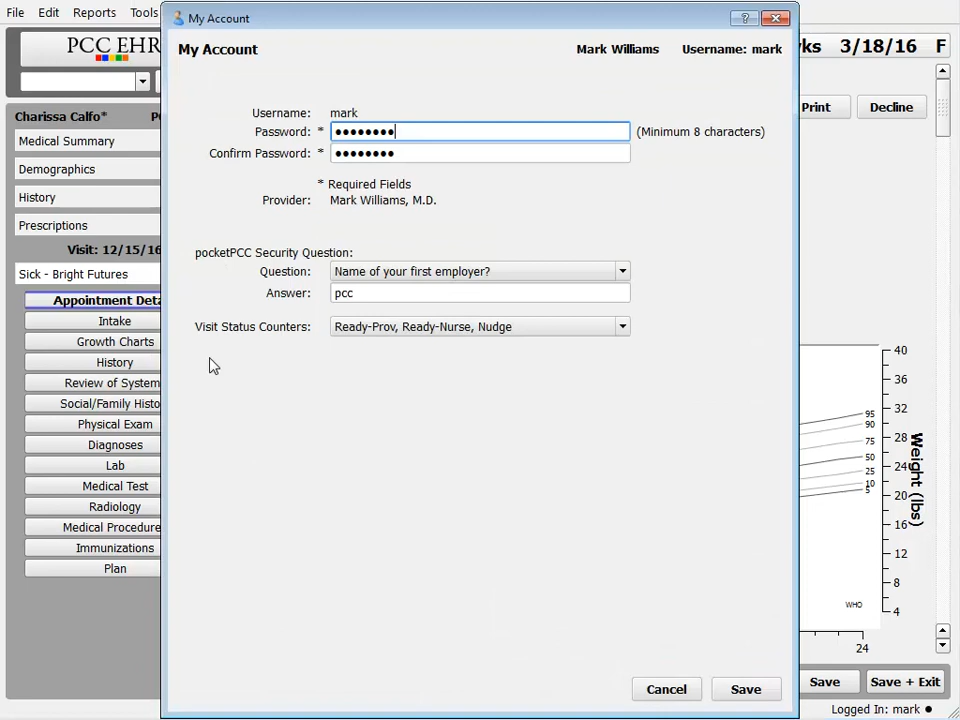 File Edit Reports Tools
My Account
?
PCC EHR
My Account
Mark Williams Username: mark
3/18/16 F
Print
Decline
Charissa Calfo*
Medical Summary
Demographics
History
Prescriptions
Visit: 12/15/16
Sick - Bright Futures
Appointment
Intake
Growth Charts
History
Review of System
Social/Family
Physical Exam
Diagnoses
Lab
Medical Test
Radiology
Medical Procedure
Immunizations
Plan
Username: mark
Password: * ●●●●●●●● (Minimum 8 characters)
Confirm Password: * ●●●●●●●●
* Required Fields
Provider: Mark Williams, M.D.
pocketPCC Security Question:
Question: Name of your first employer?
Answer: pcc
Visit Status Counters: Ready-Prov, Ready-Nurse, Nudge
Cancel
Save
40
36
32
28
24
20
16
12
8
4
95
90
75
50
25
10
5
Weight (lbs)
WHO
24
Save
Save + Exit
Logged In: mark